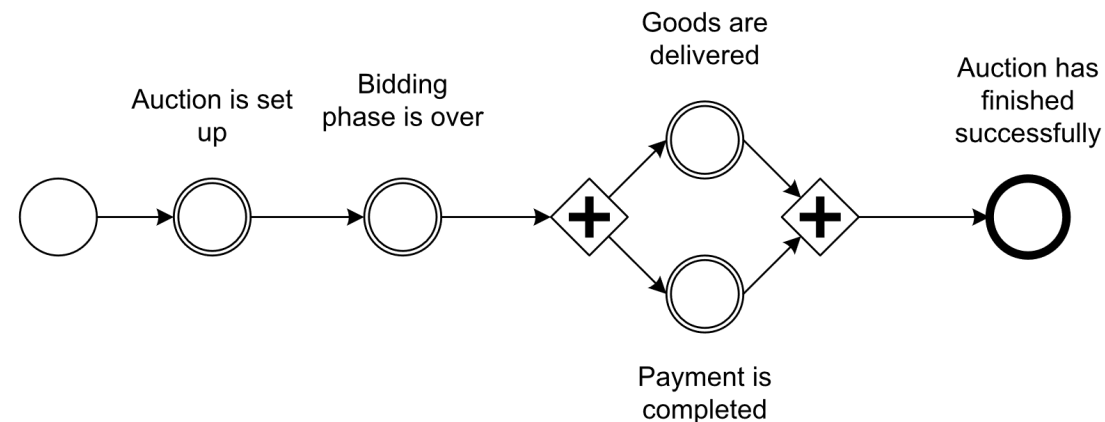 Auction is set
up
Bidding
phase is over
Goods are
delivered
Payment is
completed
Auction has
finished
successfully